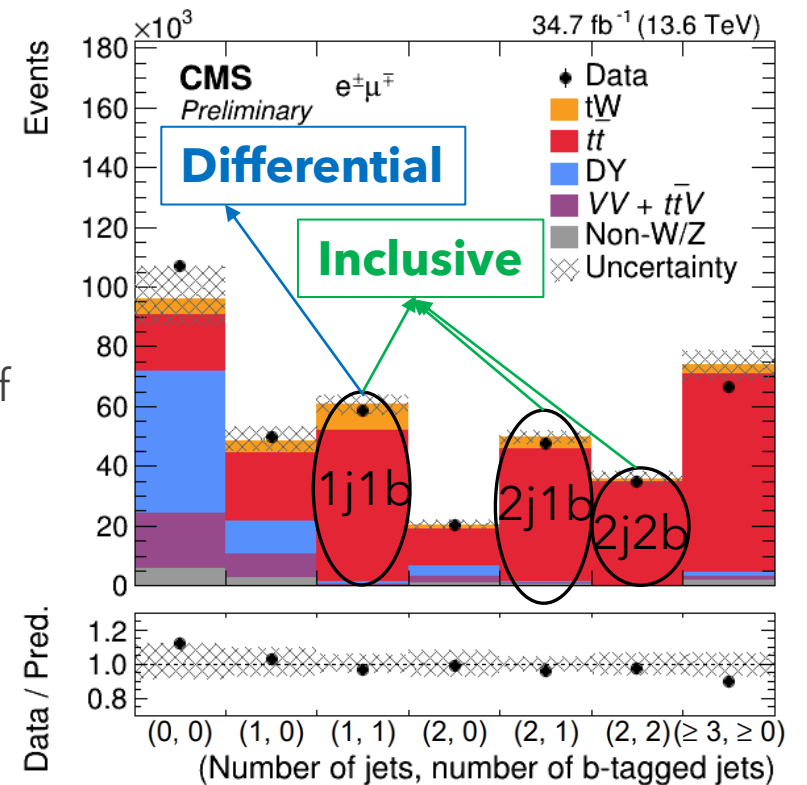 ×10³ 34.7 fb⁻¹ (13.6 TeV)
Events
180
160
140
120
100
80
60
40
20
0
CMS
Preliminary
e±μ∓
Data
tW
tt̅
DY
VV + tt̅V
Non-W/Z
Uncertainty
Differential
Inclusive
f
1j1b
2j1b
2j2b
Data / Pred.
1.2
1.0
0.8
(0, 0) (1, 0) (1, 1) (2, 0) (2, 1) (2, 2) (≥ 3, ≥ 0)
(Number of jets, number of b-tagged jets)